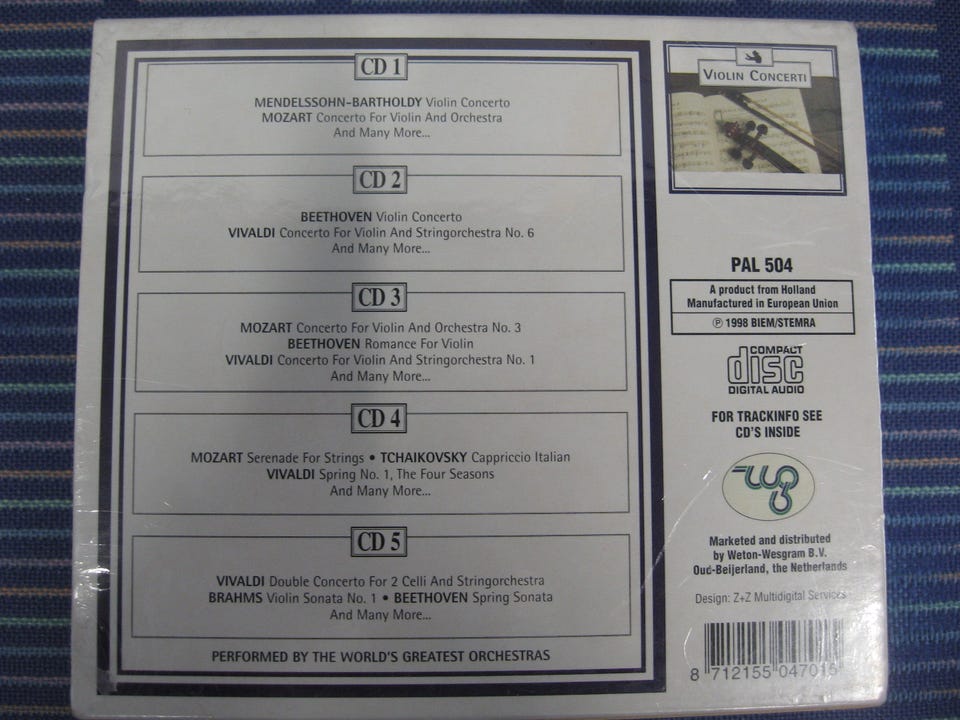 CD 1
MENDELSSOHN-BARTHOLDY Violin Concerto
MOZART Concerto For Violin And Orchestra
And Many More...
CD 2
BEETHOVEN Violin Concerto
VIVALDI Concerto For Violin And Stringorchestra No. 6
And Many More...
CD 3
MOZART Concerto For Violin And Orchestra No. 3
BEETHOVEN Romance For Violin
VIVALDI Concerto For Violin And Stringorchestra No. 1
And Many More...
CD 4
MOZART Serenade For Strings • TCHAIKOVSKY Cappriccio Italian
VIVALDI Spring No. 1, The Four Seasons
And Many More...
CD 5
VIVALDI Double Concerto For 2 Celli And Stringorchestra
BRAHMS Violin Sonata No. 1 • BEETHOVEN Spring Sonata
And Many More...
PERFORMED BY THE WORLD'S GREATEST ORCHESTRAS
VIOLIN CONCERTI
PAL 504
A product from Holland
Manufactured in European Union
℗ 1998 BIEM/STEMRA
COMPACT
disc
DIGITAL AUDIO
FOR TRACKINFO SEE
CD'S INSIDE
Marketed and distributed
by Weton-Wesgram B.V.
Oud-Beijerland, the Netherlands
Design: Z+Z Multidigital Services
8 712155 047015